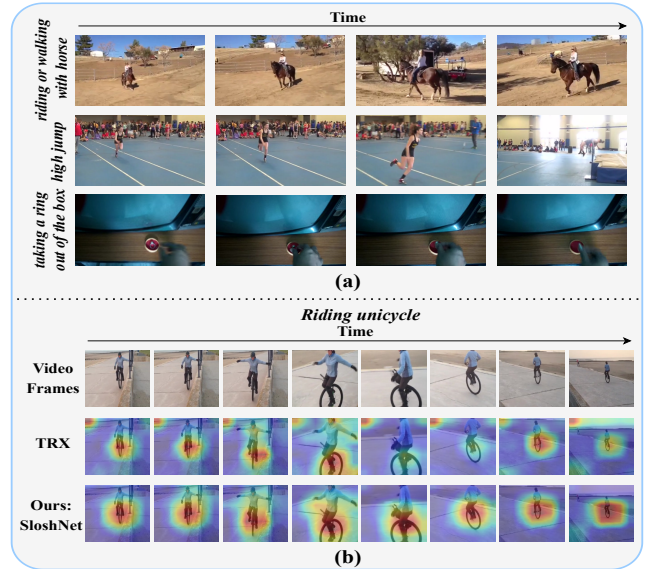 Time
riding or walking
with horse
high jump
taking a ring
out of the box
(a)
Riding unicycle
Time
Video
Frames
TRX
Ours:
SloshNet
(b)